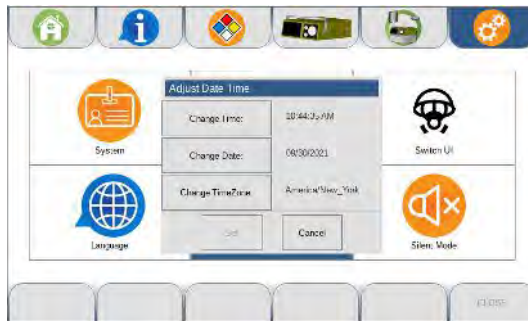 Adjust Date Time
Change Time:
10:44:35 AM
Change Date:
09/30/2021
Change TimeZone
America/New_York
Set
Cancel
System
Switch UI
Language
Silent Mode
CLOSE